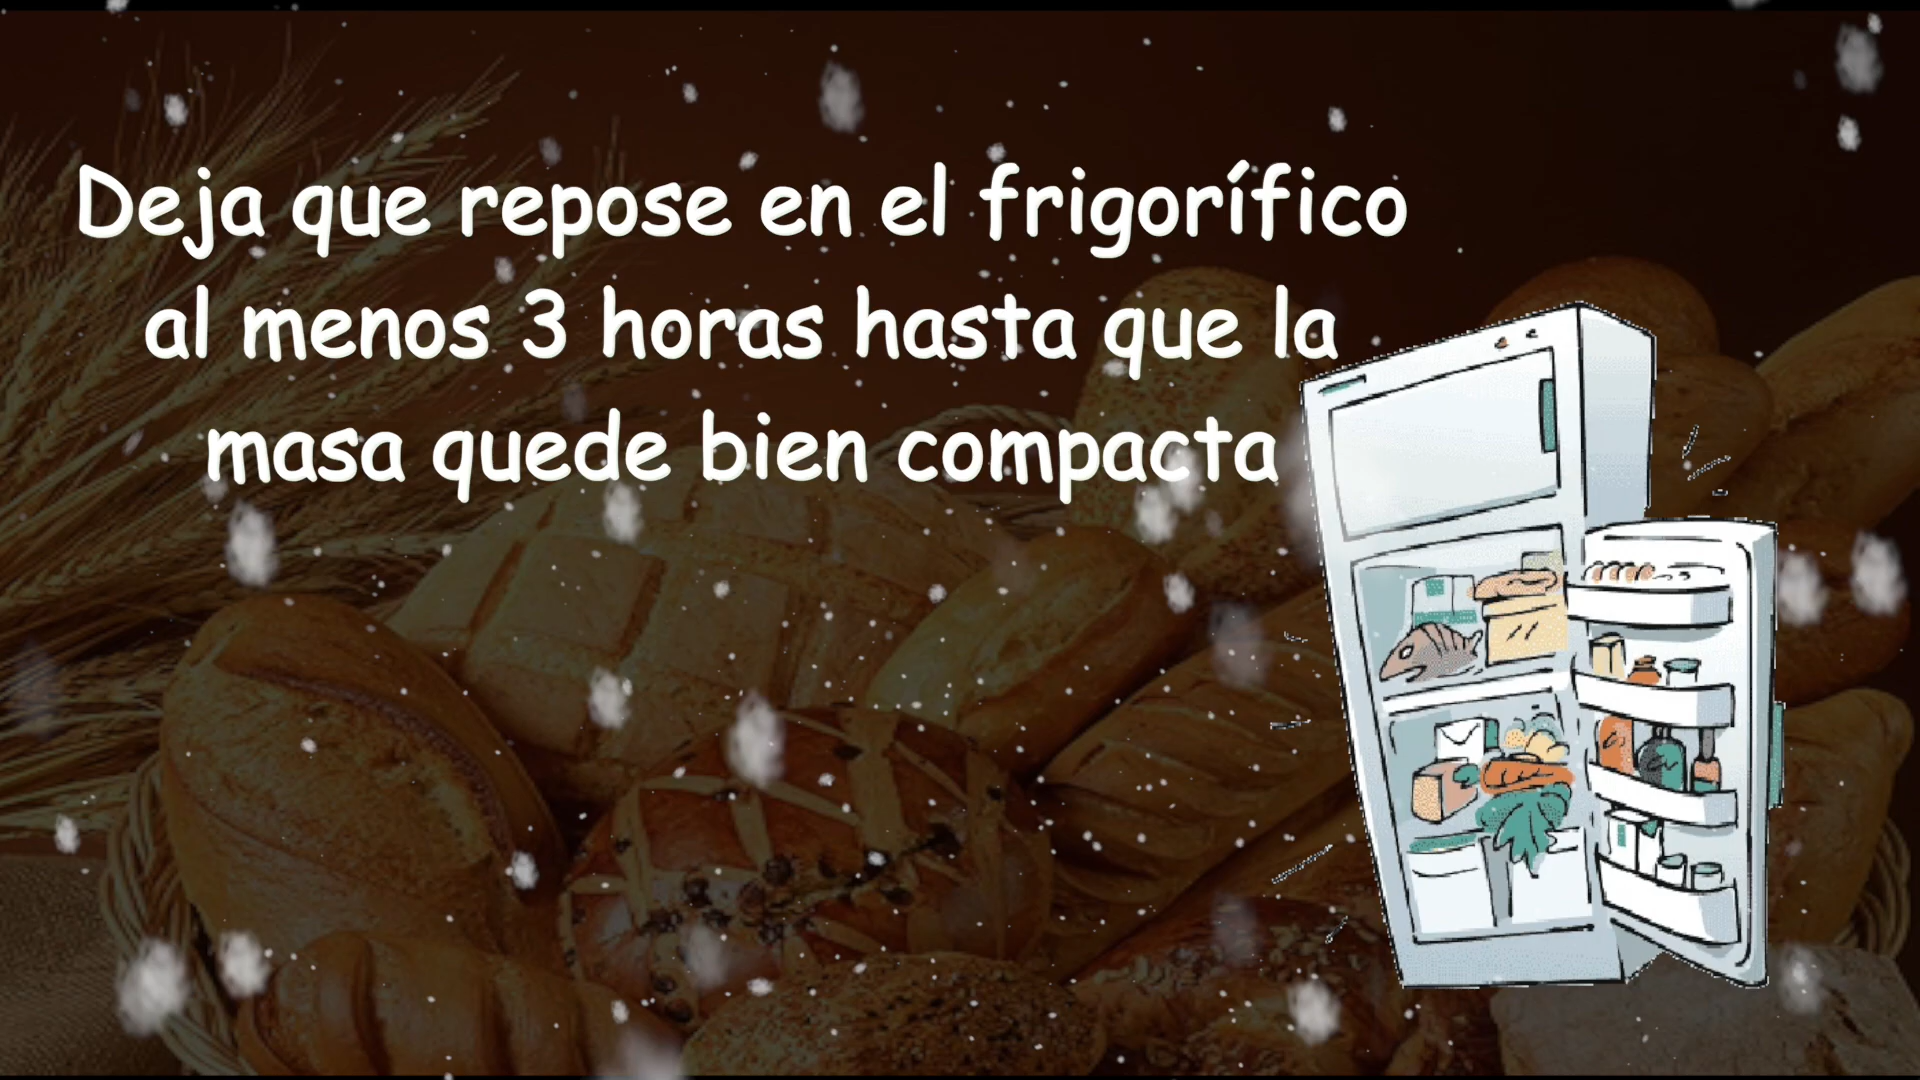 Deja que repose en el frigorífico
al menos 3 horas hasta que la
masa quede bien compacta